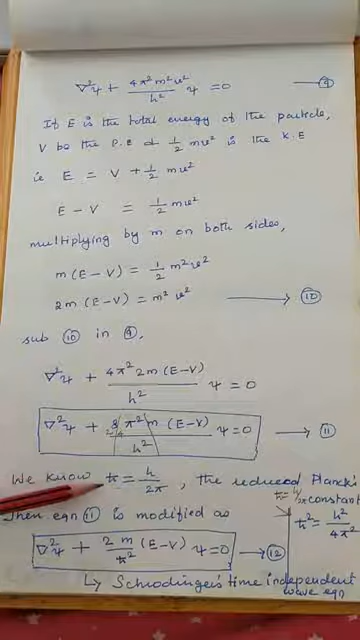 ∇²ψ + 4π²m²v²/h² ψ = 0 → ⑨
If E is the total energy of the particle,
V be the P.E & 1/2 mv² is the K.E
ie E = V + 1/2 mv²
E - V = 1/2 mv²
multiplying by m on both sides,
m(E-V) = 1/2 m²v²
2m(E-V) = m²v² → ⑩
sub ⑩ in ⑨,
∇²ψ + 4π²2m(E-V)/h² ψ = 0
∇²ψ + 8π²m(E-V)/h² ψ = 0 → ⑪
We know ħ = h/2π, the reduced Planck's
ħ = h/2π constant
Then eqn ⑪ is modified as
ħ² = h²/4π²
∇²ψ + 2m/ħ² (E-V) ψ = 0 → ⑫
↳ Schrodinger's time independent
wave eqn